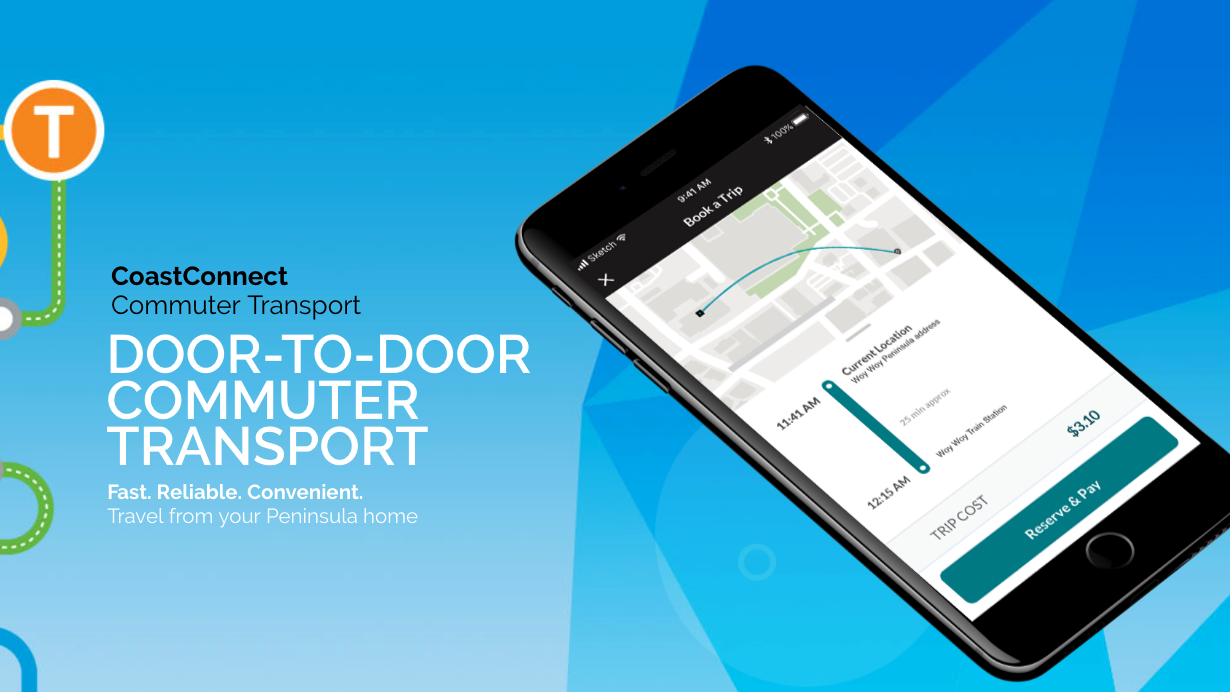 T
CoastConnect
Commuter Transport
DOOR-TO-DOOR
COMMUTER
TRANSPORT
Fast. Reliable. Convenient.
Travel from your Peninsula home
Sketch
9:41 AM
100%
Book a Trip
Current Location
Woy Woy Peninsula address
11:41 AM
25 min approx
Woy Woy Train Station
12:15 AM
TRIP COST
$3.10
Reserve & Pay